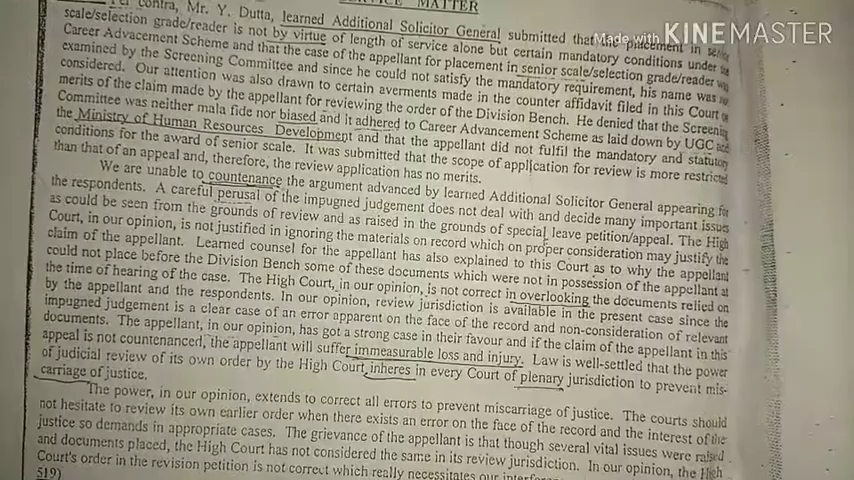 SERVICE MATTER
Per contra, Mr. Y. Dutta, learned Additional Solicitor General submitted that the placement in senior
scale/selection grade/reader is not by virtue of length of service alone but certain mandatory conditions under the
Career Advacement Scheme and that the case of the appellant for placement in senior scale/selection grade/reader was
examined by the Screening Committee and since he could not satisfy the mandatory requirement, his name was not
considered. Our attention was also drawn to certain averments made in the counter affidavit filed in this Court on
merits of the claim made by the appellant for reviewing the order of the Division Bench. He denied that the Screening
Committee was neither mala fide nor biased and it adhered to Career Advancement Scheme as laid down by UGC and
the Ministry of Human Resources Development and that the appellant did not fulfil the mandatory and statutory
conditions for the award of senior scale. It was submitted that the scope of application for review is more restricted
than that of an appeal and, therefore, the review application has no merits.
We are unable to countenance the argument advanced by learned Additional Solicitor General appearing for
the respondents. A careful perusal of the impugned judgement does not deal with and decide many important issues
as could be seen from the grounds of review and as raised in the grounds of special leave petition/appeal. The High
Court, in our opinion, is not justified in ignoring the materials on record which on proper consideration may justify the
claim of the appellant. Learned counsel for the appellant has also explained to this Court as to why the appellant
could not place before the Division Bench some of these documents which were not in possession of the appellant at
the time of hearing of the case. The High Court, in our opinion, is not correct in overlooking the documents relied on
by the appellant and the respondents. In our opinion, review jurisdiction is available in the present case since the
impugned judgement is a clear case of an error apparent on the face of the record and non-consideration of relevant
documents. The appellant, in our opinion, has got a strong case in their favour and if the claim of the appellant in this
appeal is not countenanced, the appellant will suffer immeasurable loss and injury. Law is well-settled that the power
of judicial review of its own order by the High Court inheres in every Court of plenary jurisdiction to prevent mis-
carriage of justice.
The power, in our opinion, extends to correct all errors to prevent miscarriage of justice. The courts should
not hesitate to review its own earlier order when there exists an error on the face of the record and the interest of the
justice so demands in appropriate cases. The grievance of the appellant is that though several vital issues were raised
and documents placed, the High Court has not considered the same in its review jurisdiction. In our opinion, the High
Court's order in the revision petition is not correct which really necessitates our
519)
Made with KINEMASTER